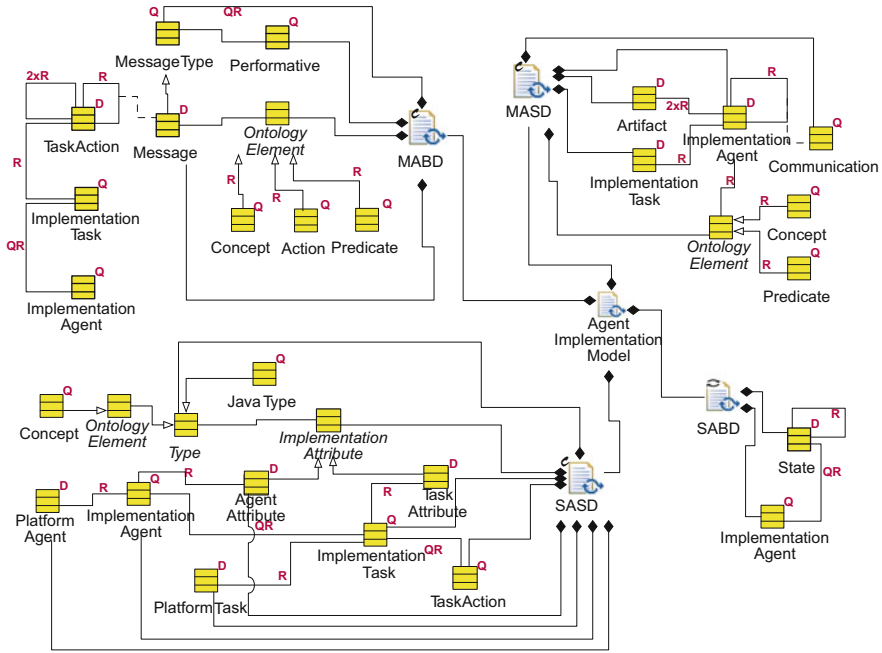 Q
QR
Q
MessageType
Performative
2xR
R
D
TaskAction
D
Message
Ontology
Element
MABD
R
R
R
R
Q
Implementation
Task
Q
Concept
Q
Action
Q
Predicate
QR
Q
Implementation
Agent
MASD
D
Artifact
2xR
D
Implementation
Agent
R
Q
Communication
D
Implementation
Task
R
R
Ontology
Element
R
Q
Concept
R
Q
Predicate
Agent
Implementation
Model
SABD
D
R
State
QR
Q
Implementation
Agent
Q
Concept
Ontology
Element
Type
Q
Java Type
Implementation
Attribute
SASD
D
Platform
Agent
R
Q
Implementation
Agent
R
D
Agent
Attribute
QR
D
Task
Attribute
R
Q
Implementation
Task
QR
Q
TaskAction
D
PlatformTask
R